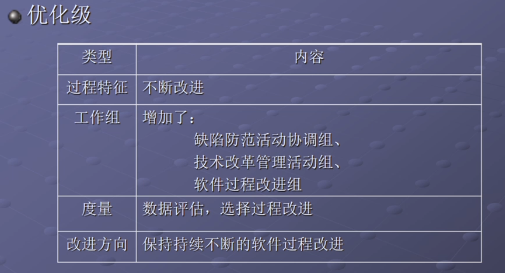 优化级
类型 内容
过程特征 不断改进
工作组 增加了:
缺陷防范活动协调组、
技术改革管理活动组、
软件过程改进组
度量 数据评估，选择过程改进
改进方向 保持持续不断的软件过程改进